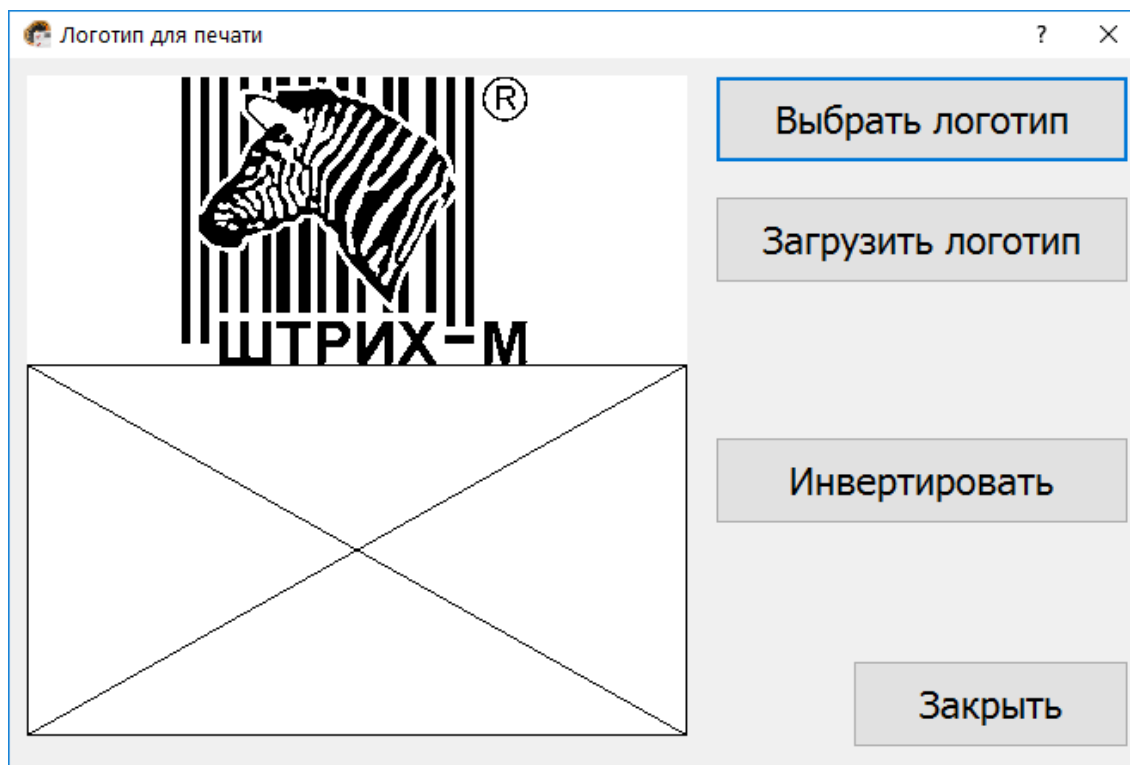 Логотип для печати
?
®
ШТРИХ-М
Выбрать логотип
Загрузить логотип
Инвертировать
Закрыть